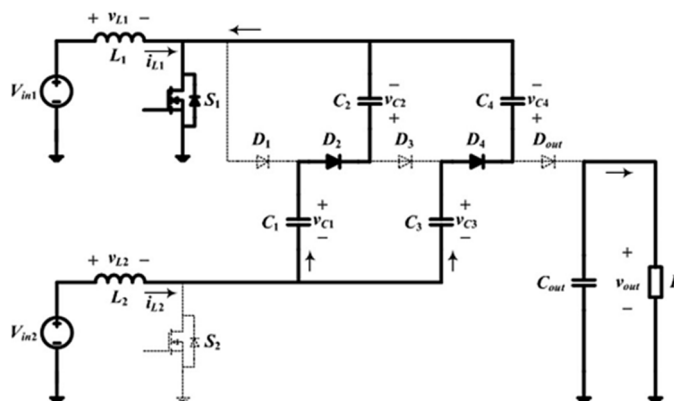 + vL1 −
L1
iL1
Vin1
S1
C2
−
vC2
+
C4
−
vC4
+
D1
D2
D3
D4
Dout
C1
+
vC1
−
C3
+
vC3
−
+ vL2 −
L2
iL2
Vin2
S2
Cout
+
vout
−